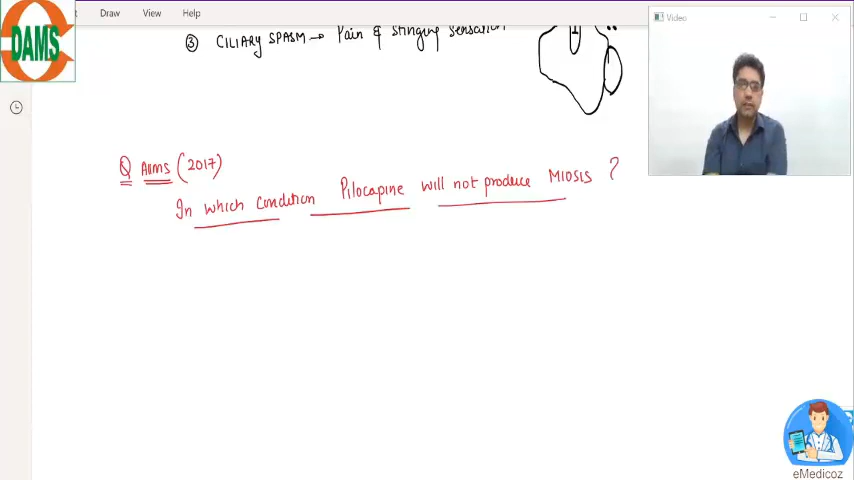 DAMS
Draw View Help
Video
③ CILIARY SPASM → Pain & Stinging Sensation
Q AIIMS (2017)
In which Condition Pilocapine will not produce MIOSIS ?
eMedicoz